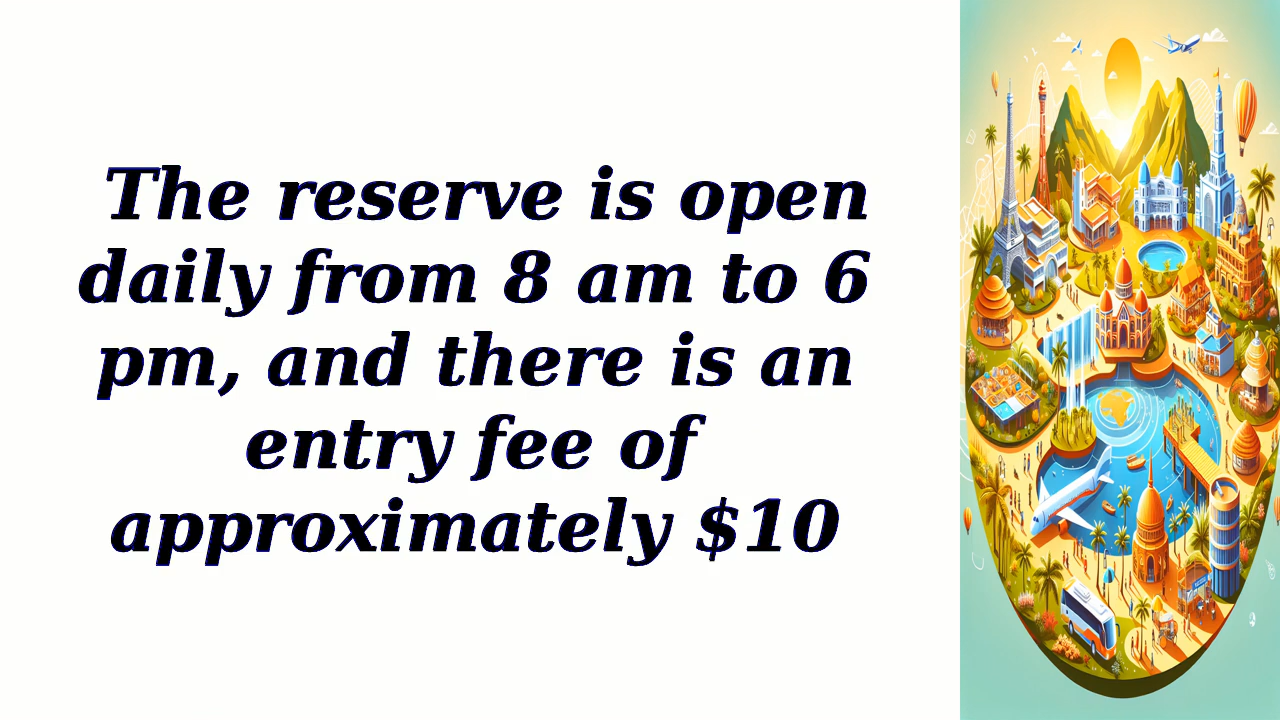 The reserve is open
daily from 8 am to 6
pm, and there is an
entry fee of
approximately $10